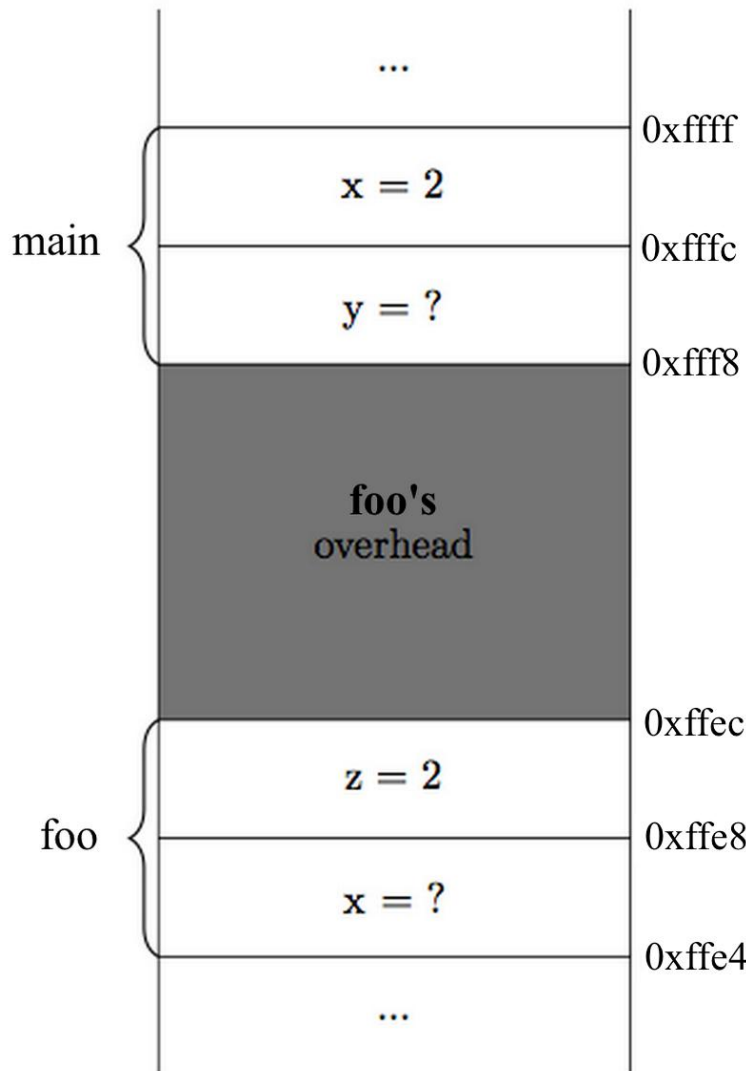 ...
0xffff
x = 2
main
0xfffc
y = ?
0xfff8
foo's
overhead
0xffec
z = 2
foo
0xffe8
x = ?
0xffe4
...